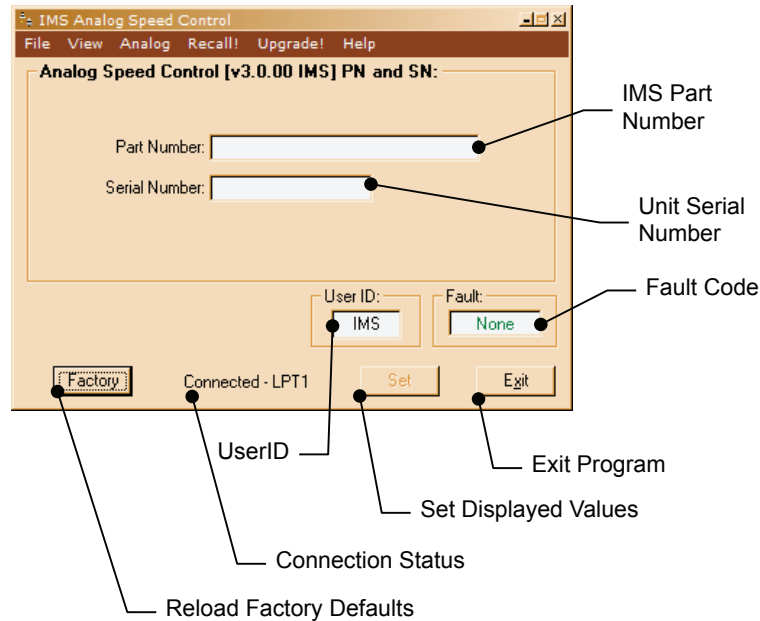 IMS Analog Speed Control
File View Analog Recall! Upgrade! Help
Analog Speed Control [v3.0.00 IMS] PN and SN:
Part Number:
Serial Number:
User ID:
IMS
Fault:
None
Factory
Connected - LPT1
Set
Exit
IMS Part
Number
Unit Serial
Number
Fault Code
UserID
Exit Program
Set Displayed Values
Connection Status
Reload Factory Defaults